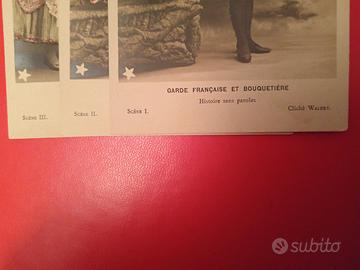 GARDE FRANÇAISE ET BOUQUETIÈRE
Histoire sans paroles
SCÈNE III.
SCÈNE II.
SCÈNE I.
Cliché WALERY.
subito